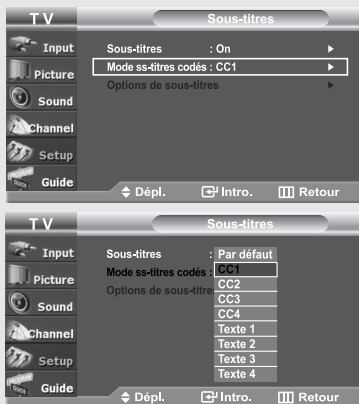 TV Sous-titres
Input
Picture
Sound
Channel
Setup
Guide
Sous-titres : On
Mode ss-titres codés : CC1
Options de sous-titres
Dépl. Intro. Retour
TV Sous-titres
Input
Picture
Sound
Channel
Setup
Guide
Sous-titres :
Mode ss-titres codés :
Options de sous-titre
Par défaut
CC1
CC2
CC3
CC4
Texte 1
Texte 2
Texte 3
Texte 4
Dépl. Intro. Retour